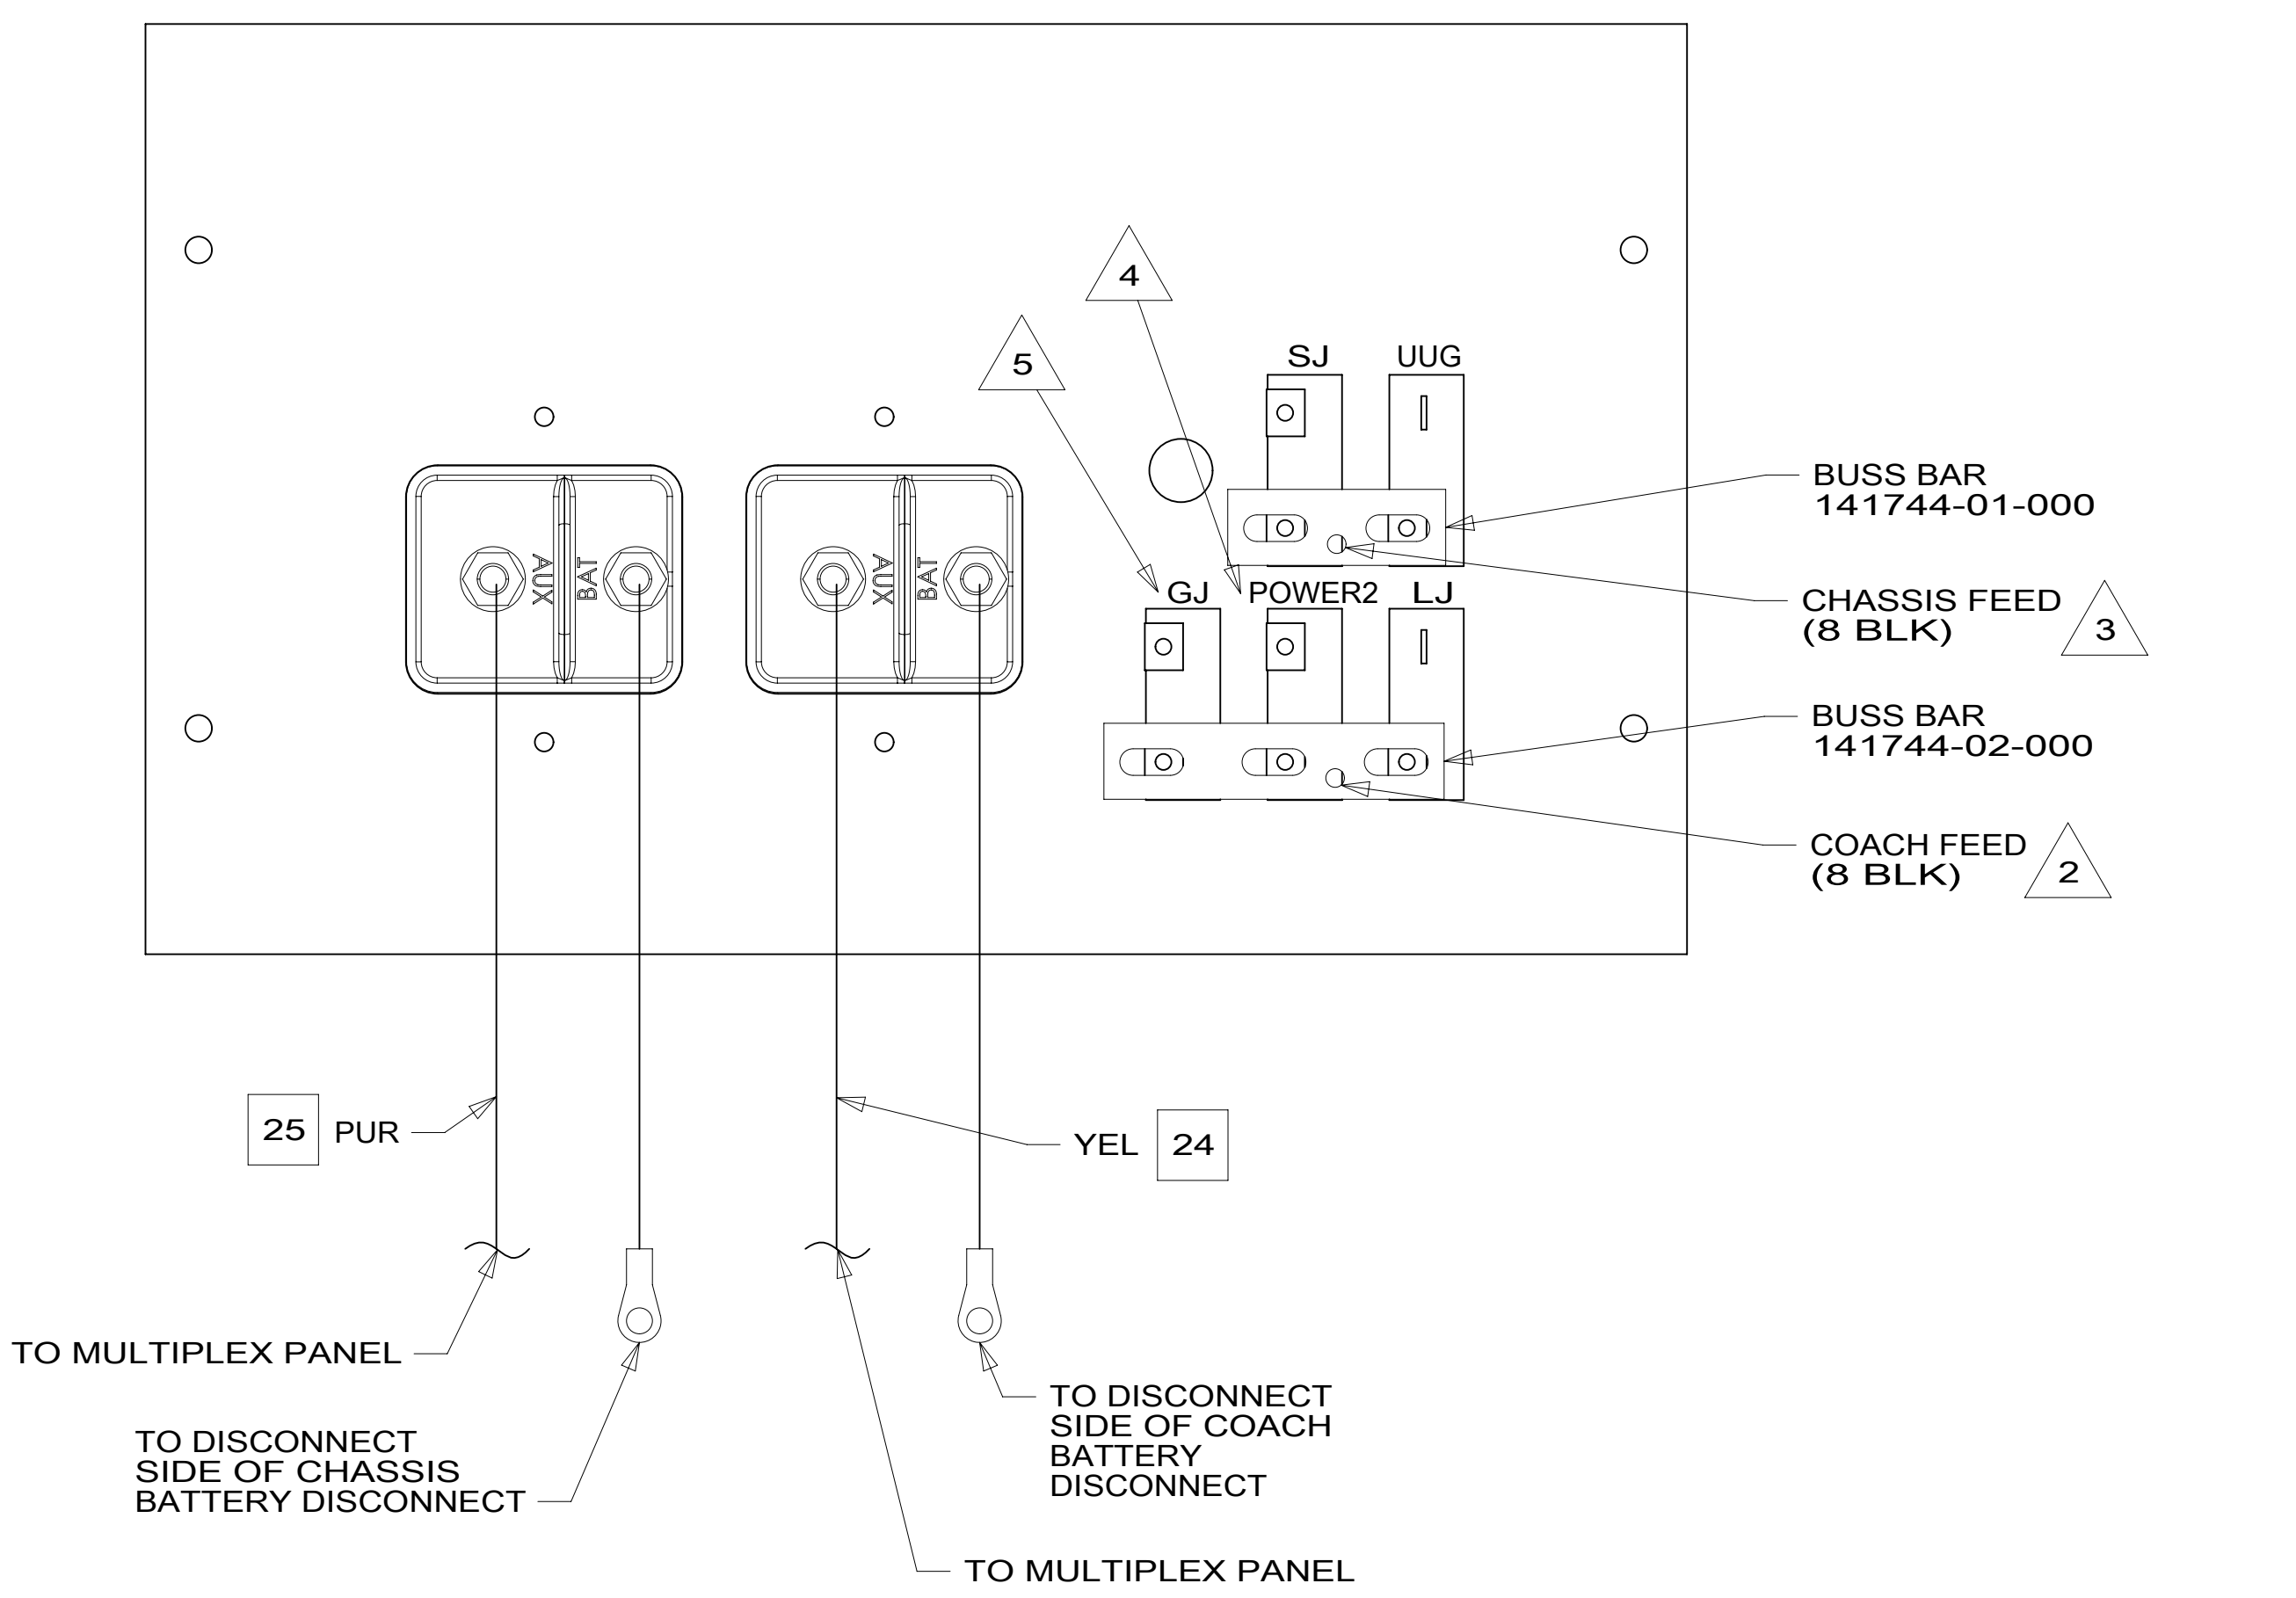 4
5
SJ
UUG
BUSS BAR
141744-01-000
AUX
BAT
AUX
BAT
GJ
POWER2
LJ
CHASSIS FEED
(8 BLK)
3
BUSS BAR
141744-02-000
COACH FEED
(8 BLK)
2
25
PUR
YEL
24
TO MULTIPLEX PANEL
TO DISCONNECT
SIDE OF COACH
BATTERY
DISCONNECT
TO DISCONNECT
SIDE OF CHASSIS
BATTERY DISCONNECT
TO MULTIPLEX PANEL